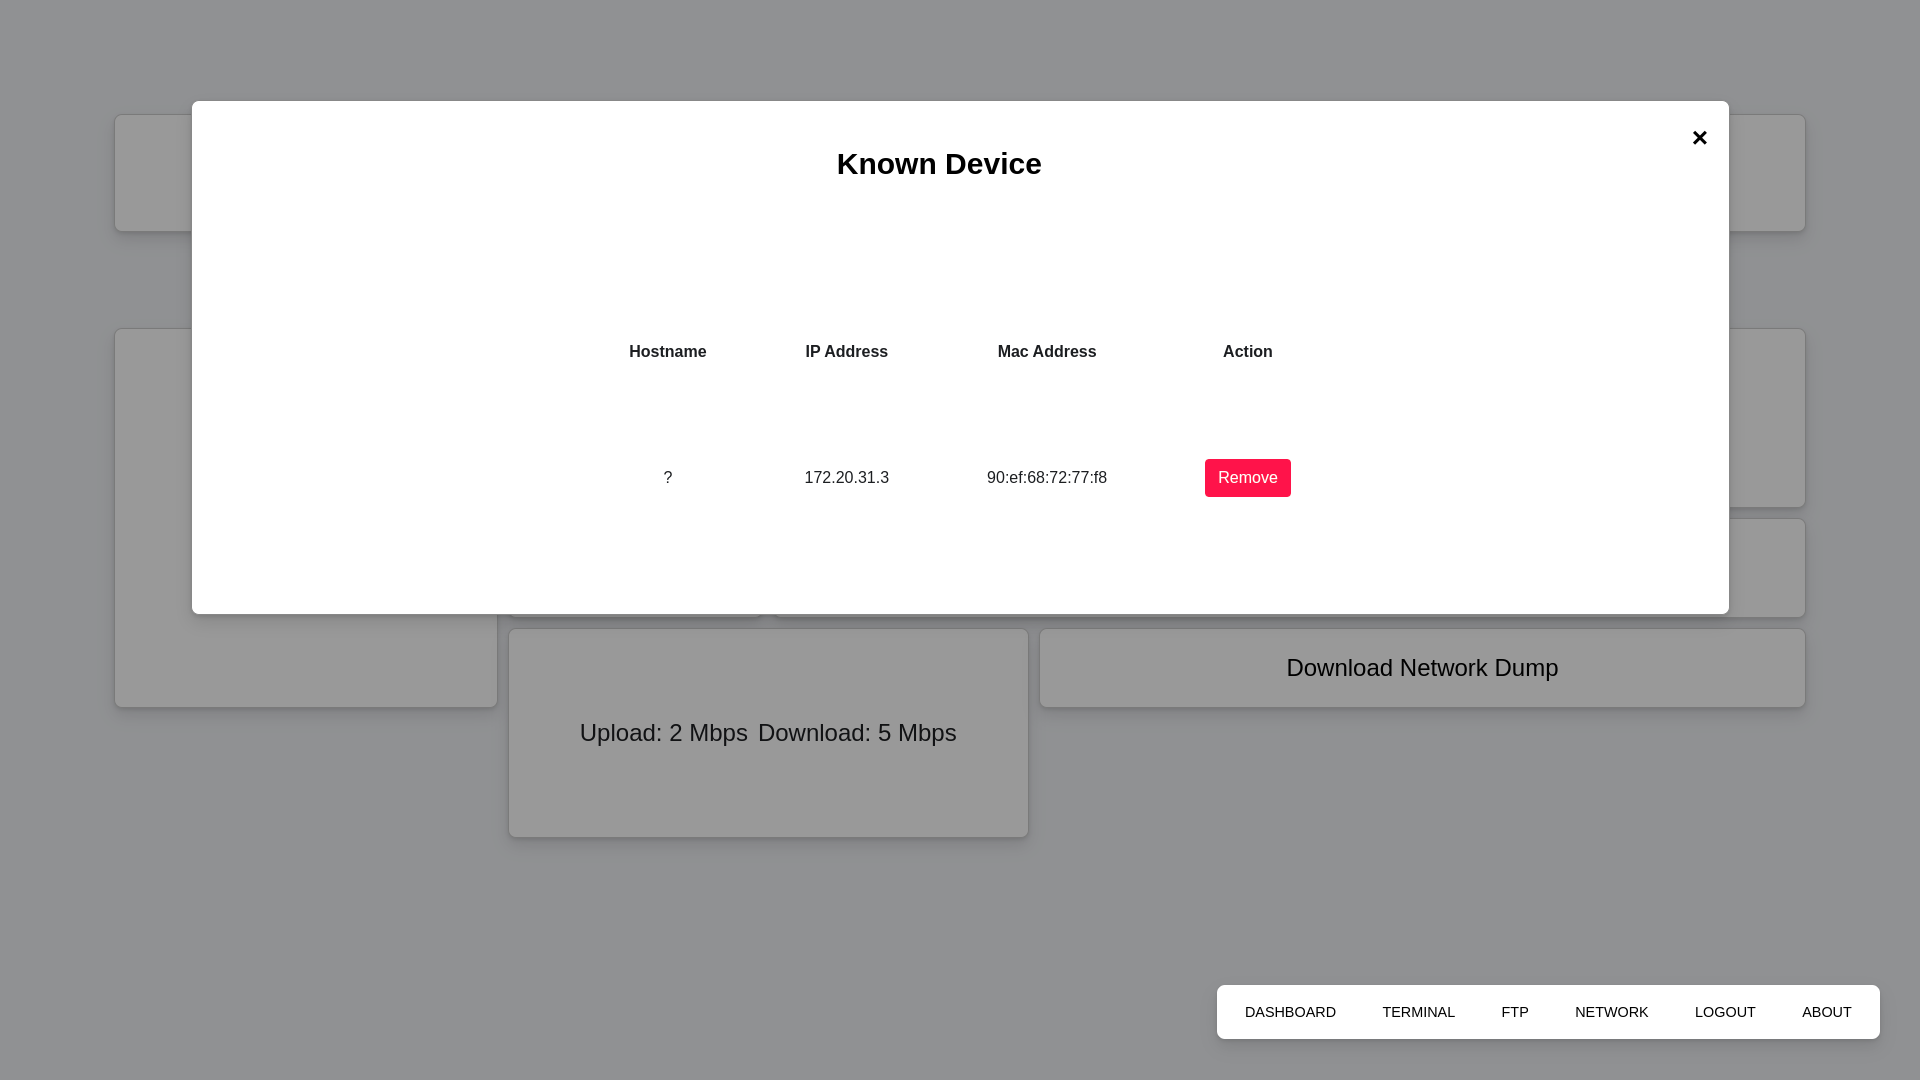 ×
Known Device
Hostname IP Address Mac Address Action
? 172.20.31.3 90:ef:68:72:77:f8 Remove
Download Network Dump
Upload: 2 Mbps Download: 5 Mbps
DASHBOARD TERMINAL FTP NETWORK LOGOUT ABOUT